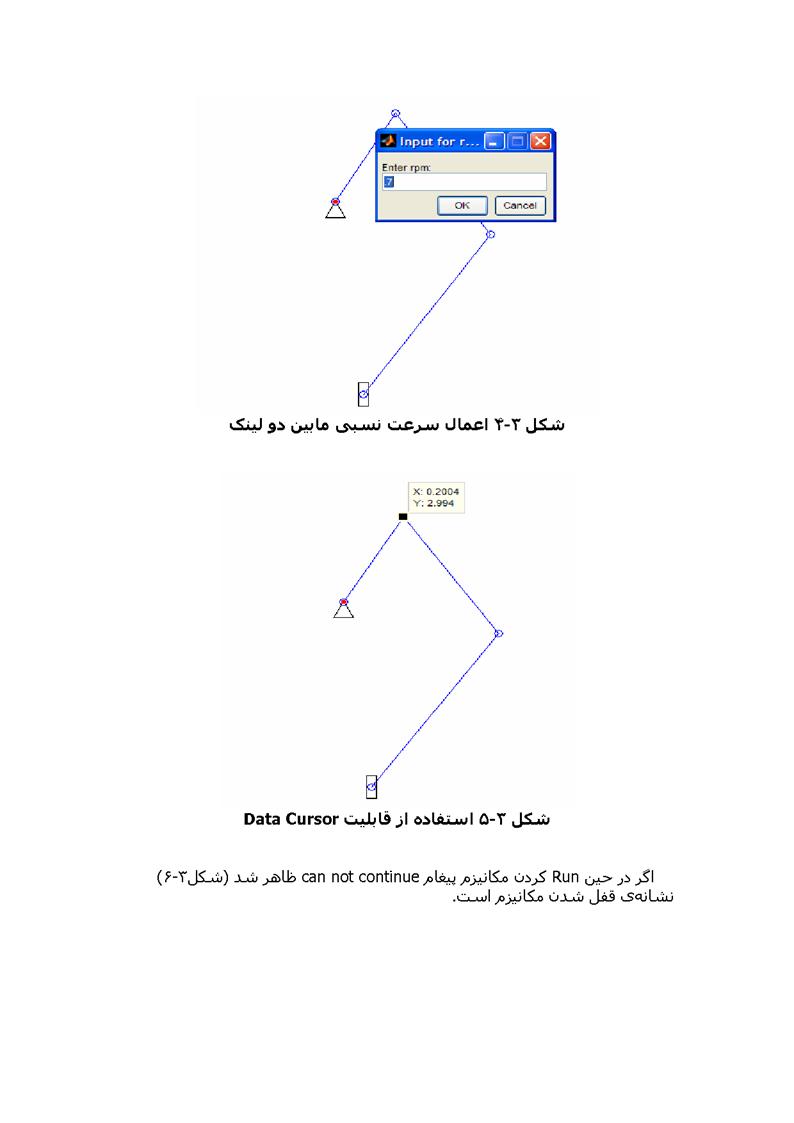 Input for r...
Enter rpm:
.7
OK Cancel
شکل ۳-۴ اعمال سرعت نسبی مابین دو لینک
X: 0.2004
Y: 2.994
شکل ۳-۵ استفاده از قابلیت Data Cursor
اگر در حین Run کردن مکانیزم پیغام can not continue ظاهر شد (شکل۳-۶)
نشانه‌ی قفل شدن مکانیزم است.